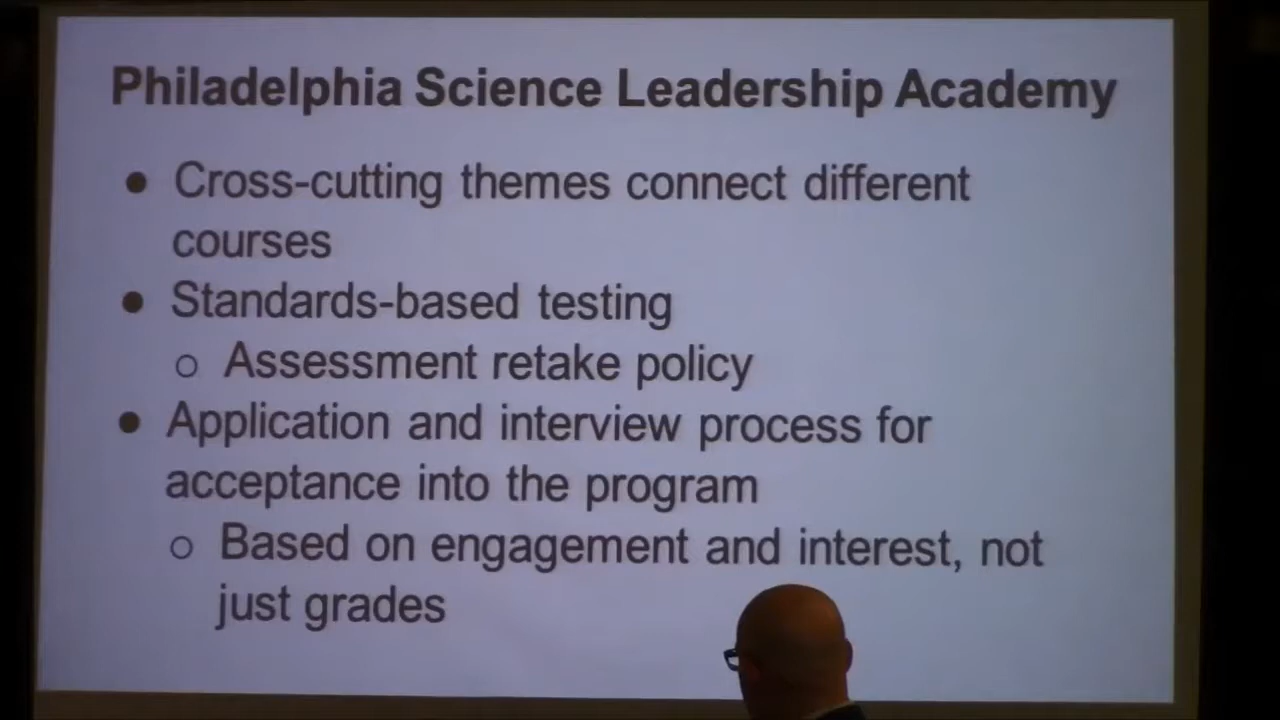 Philadelphia Science Leadership Academy
● Cross-cutting themes connect different
courses
● Standards-based testing
○ Assessment retake policy
● Application and interview process for
acceptance into the program
○ Based on engagement and interest, not
just grades